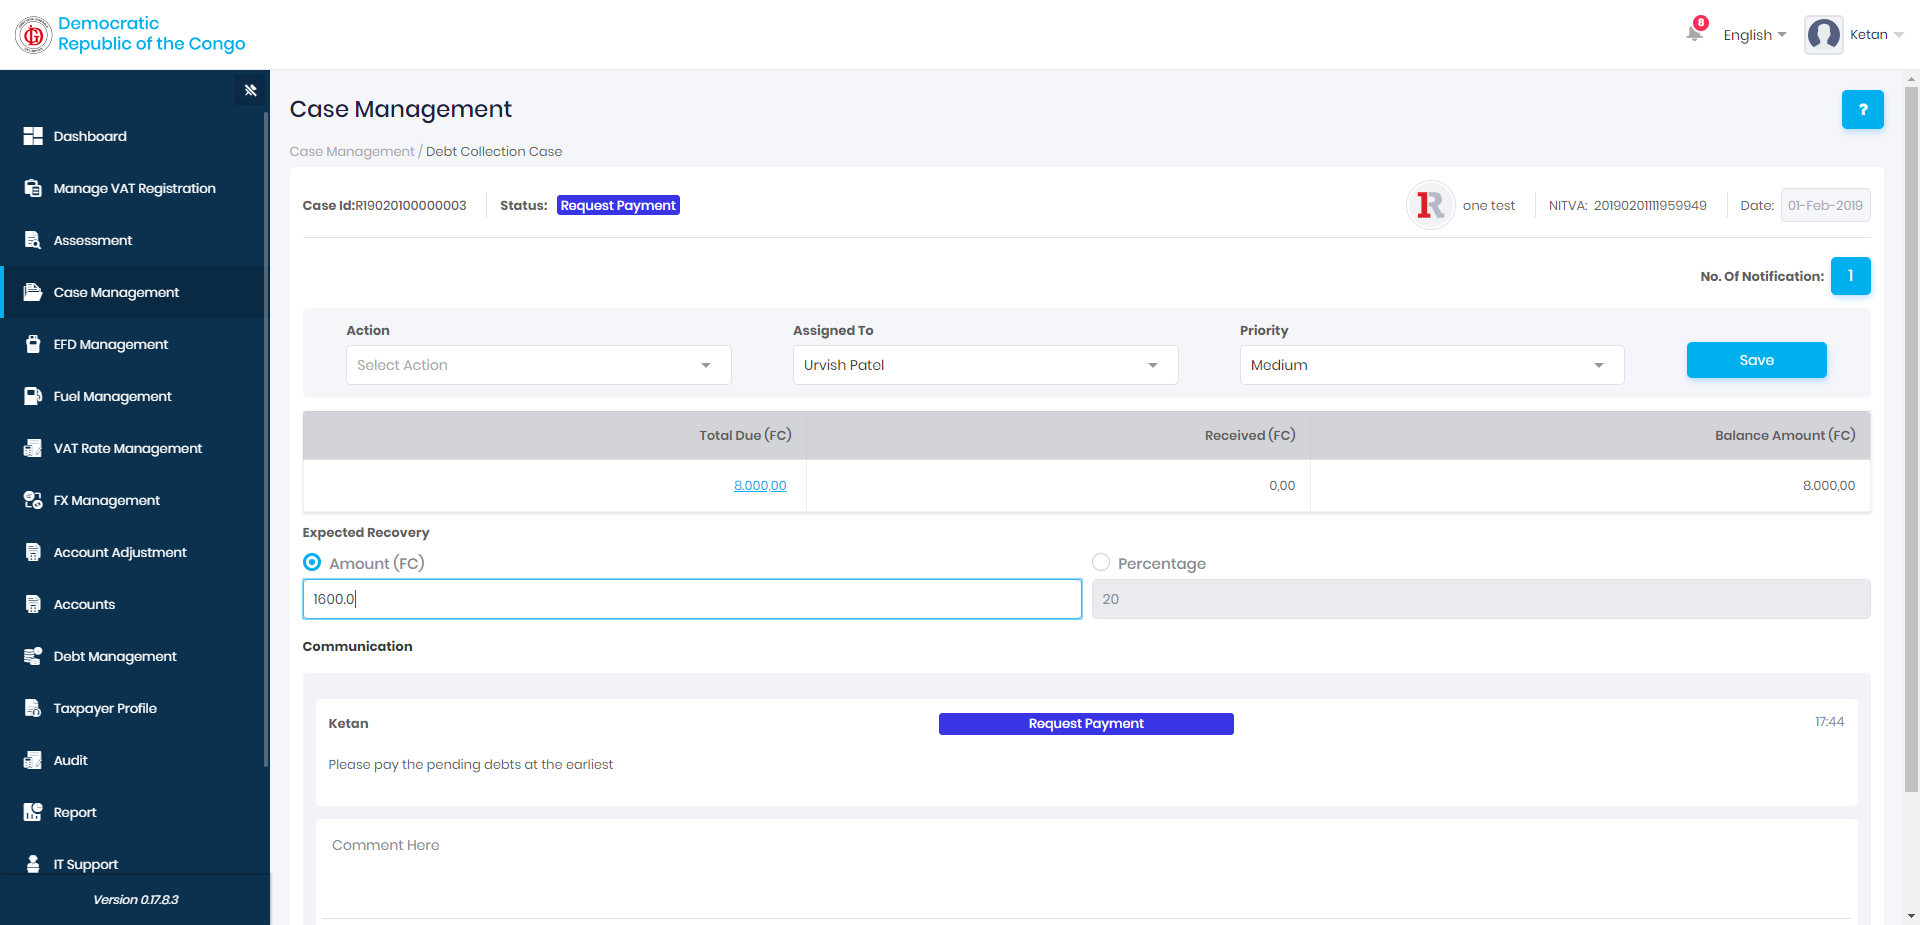 Democratic
Republic of the Congo
8
English
Ketan
Dashboard
Manage VAT Registration
Assessment
Case Management
EFD Management
Fuel Management
VAT Rate Management
FX Management
Account Adjustment
Accounts
Debt Management
Taxpayer Profile
Audit
Report
IT Support
Version 0.17.8.3
Case Management
?
Case Management / Debt Collection Case
Case Id:R19020100000003
Status: Request Payment
1R
one test
NITVA: 20190201111959949
Date: 01-Feb-2019
No. Of Notification: 1
Action
Assigned To
Priority
Select Action
Urvish Patel
Medium
Save
Total Due (FC)
Received (FC)
Balance Amount (FC)
8.000,00
0,00
8.000,00
Expected Recovery
Amount (FC)
Percentage
1600.0
20
Communication
Ketan
Request Payment
17:44
Please pay the pending debts at the earliest
Comment Here